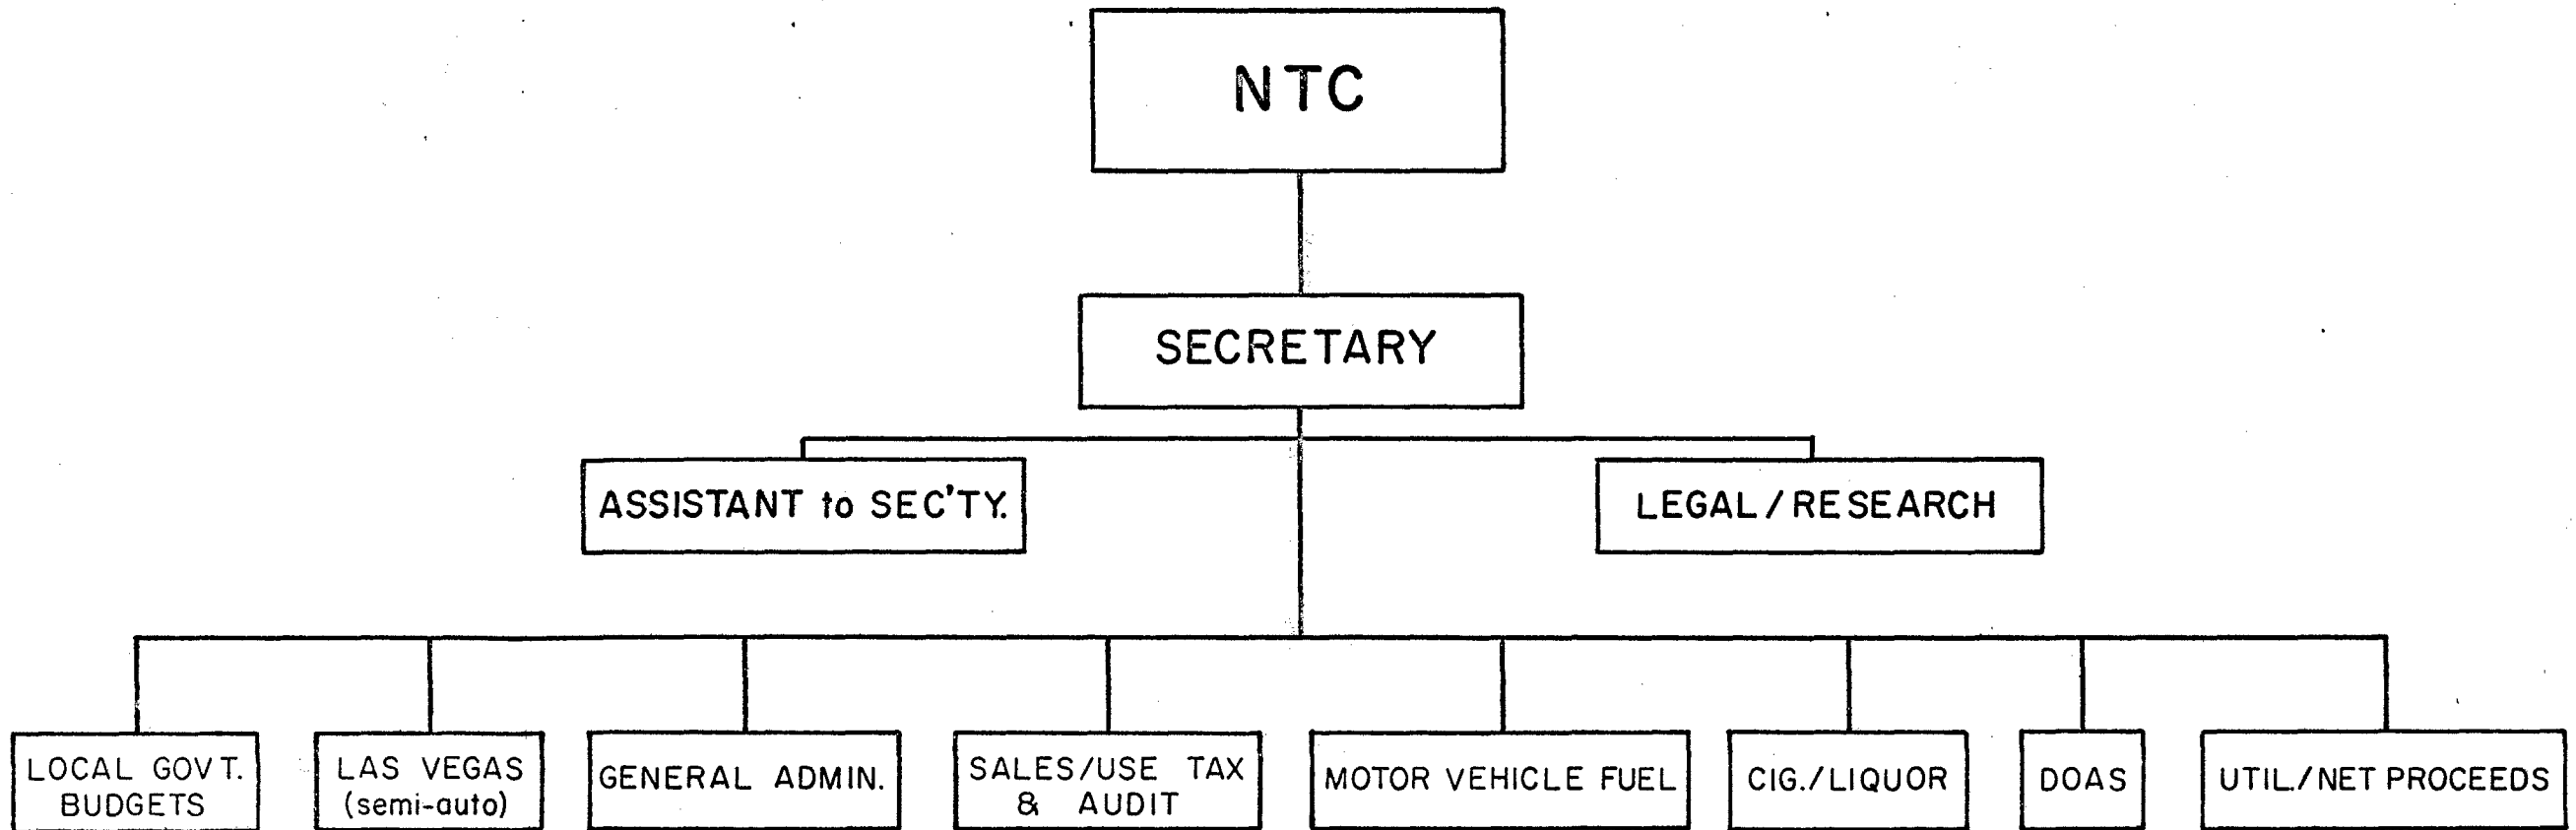 NTC
SECRETARY
ASSISTANT to SEC'TY.
LEGAL/RESEARCH
LOCAL GOVT.
BUDGETS
LAS VEGAS
(semi-auto)
GENERAL ADMIN.
SALES/USE TAX
& AUDIT
MOTOR VEHICLE FUEL
CIG./LIQUOR
DOAS
UTIL./NET PROCEEDS